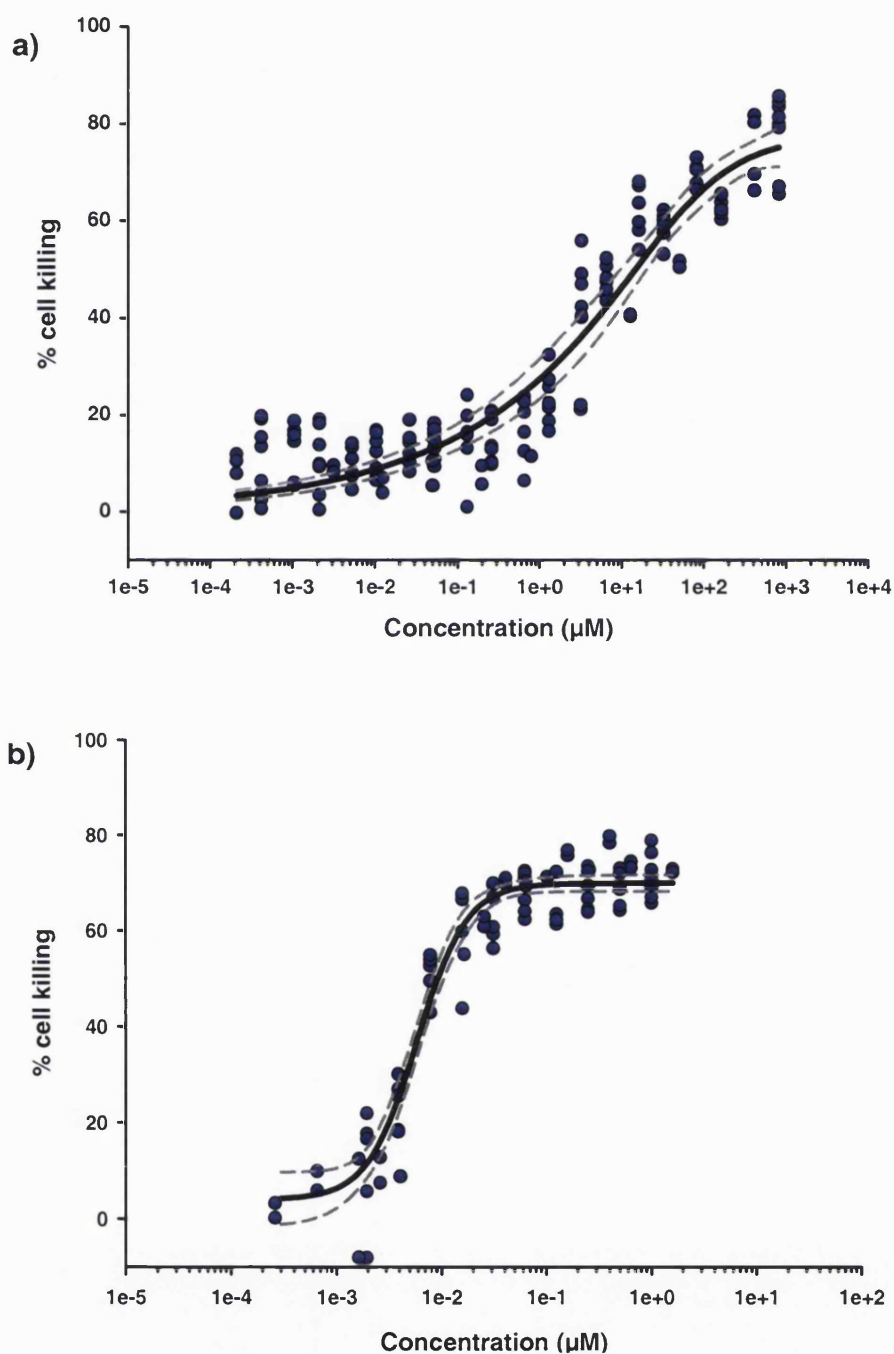 a)
100
80
60
40
20
0
% cell killing
1e-5 1e-4 1e-3 1e-2 1e-1 1e+0 1e+1 1e+2 1e+3 1e+4
Concentration (µM)
b)
100
80
60
40
20
0
% cell killing
1e-5 1e-4 1e-3 1e-2 1e-1 1e+0 1e+1 1e+2
Concentration (µM)